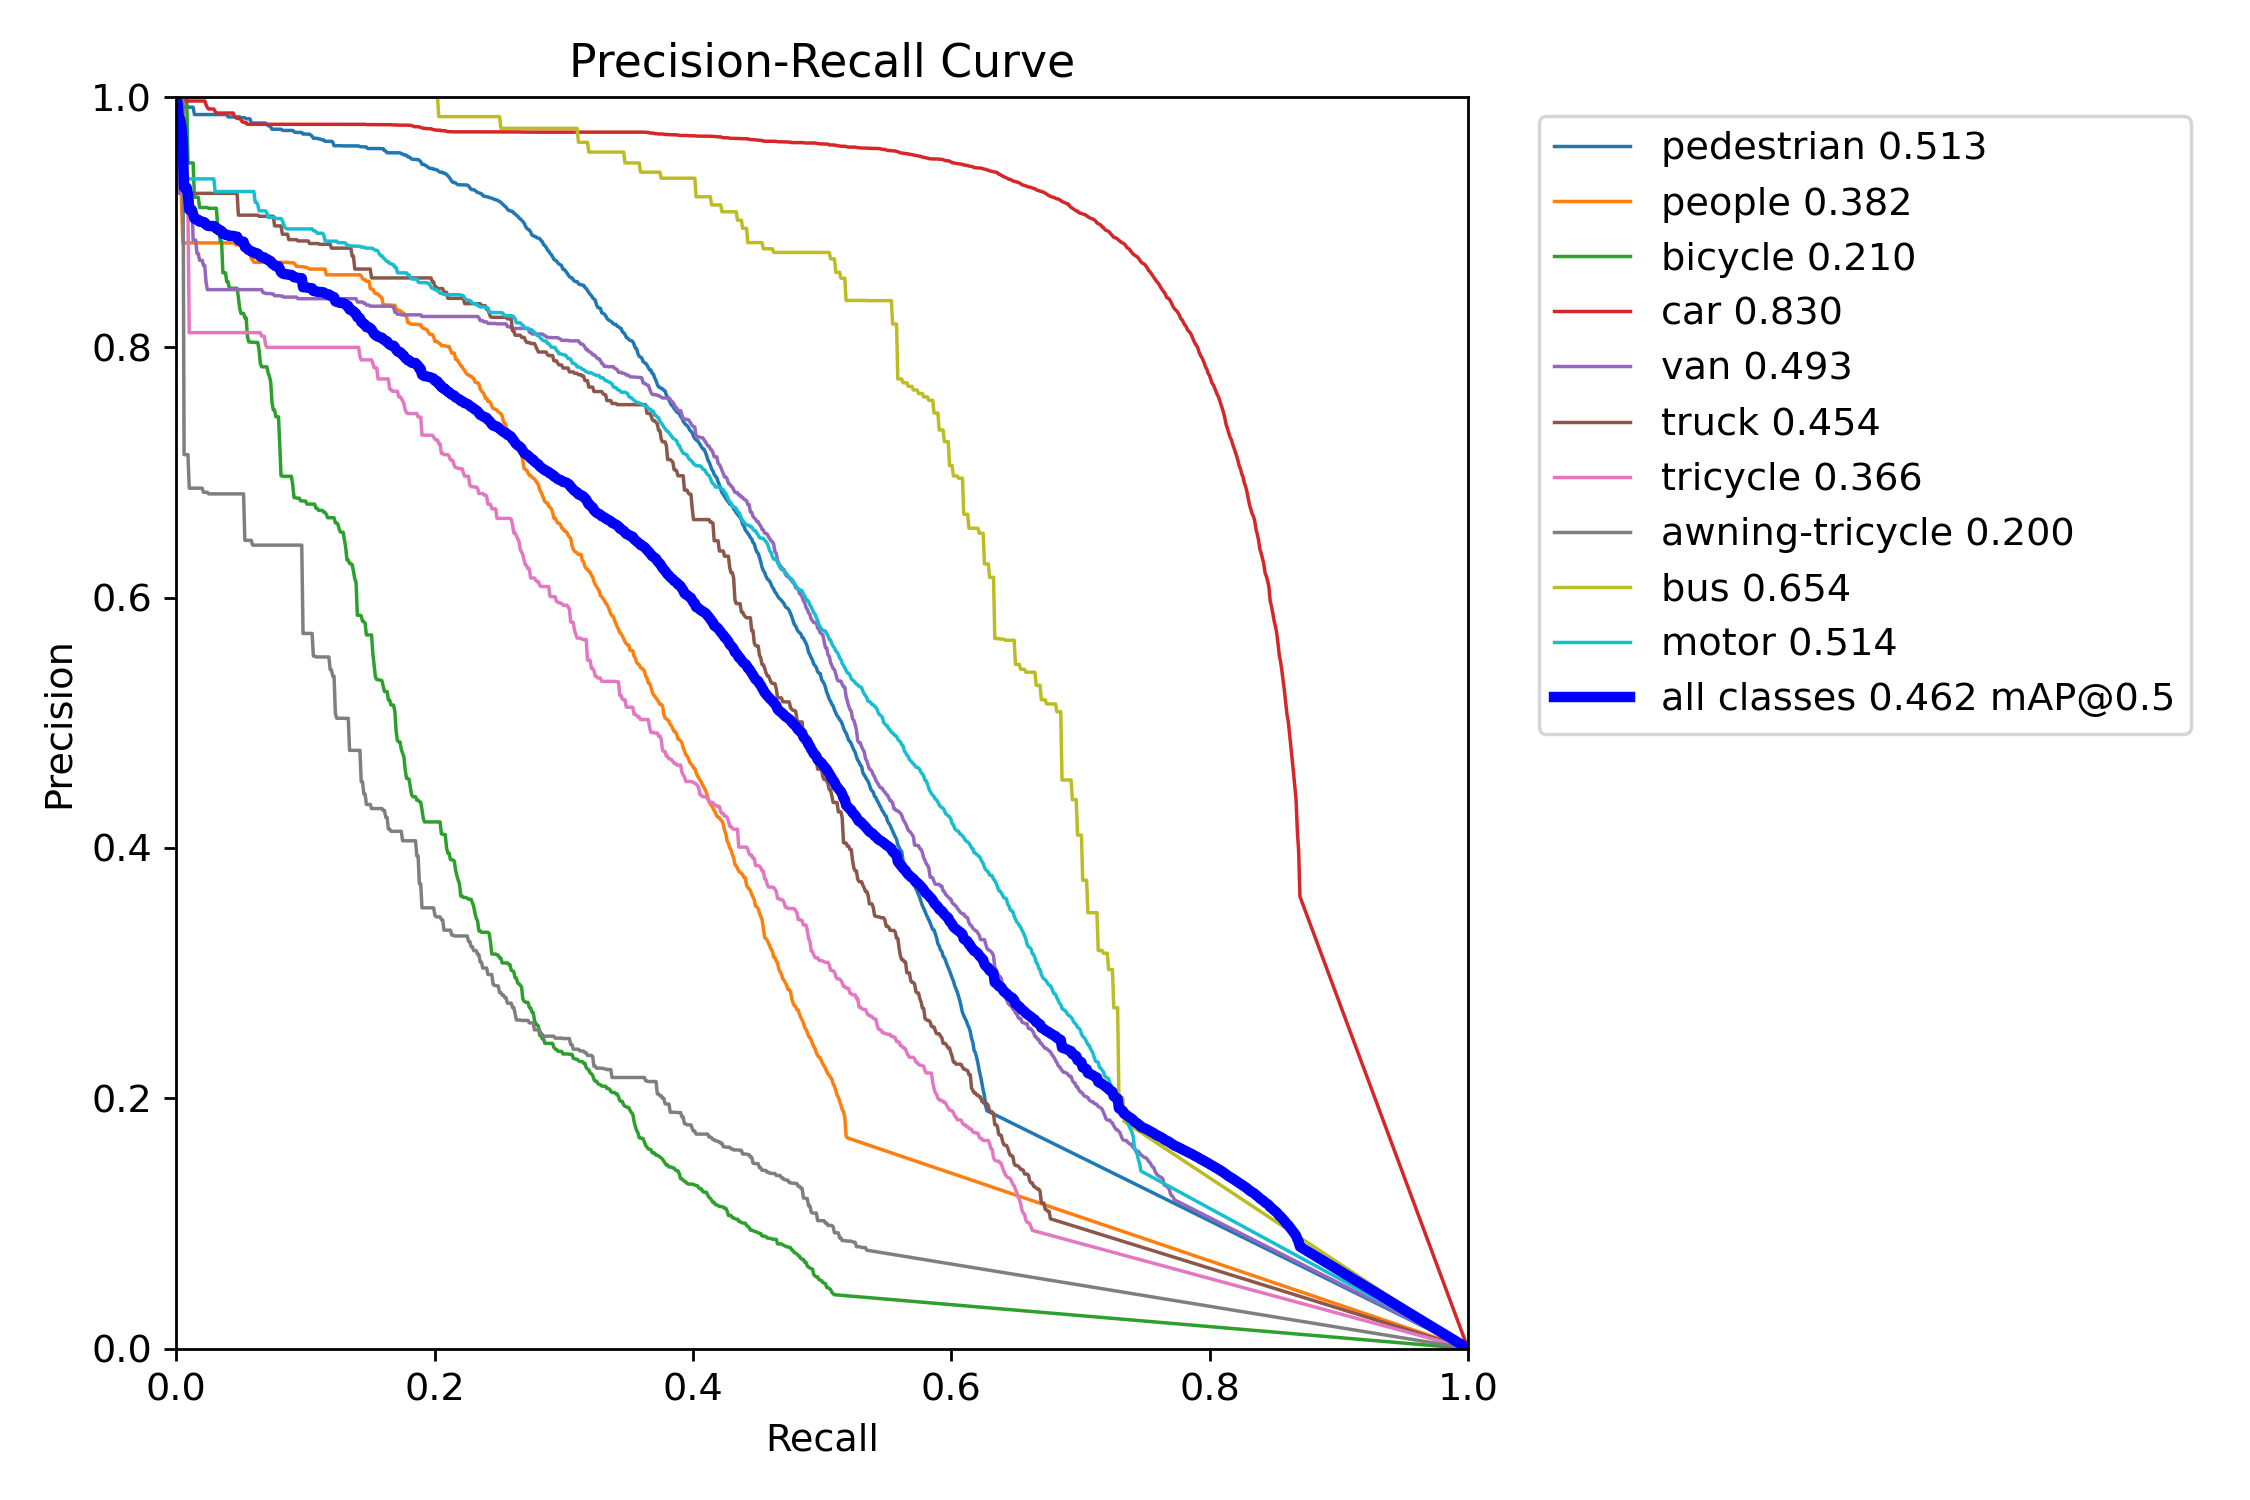 Precision-Recall Curve
1.0
0.8
0.6
0.4
0.2
0.0
Precision
0.0 0.2 0.4 0.6 0.8 1.0
Recall
pedestrian 0.513
people 0.382
bicycle 0.210
car 0.830
van 0.493
truck 0.454
tricycle 0.366
awning-tricycle 0.200
bus 0.654
motor 0.514
all classes 0.462 mAP@0.5